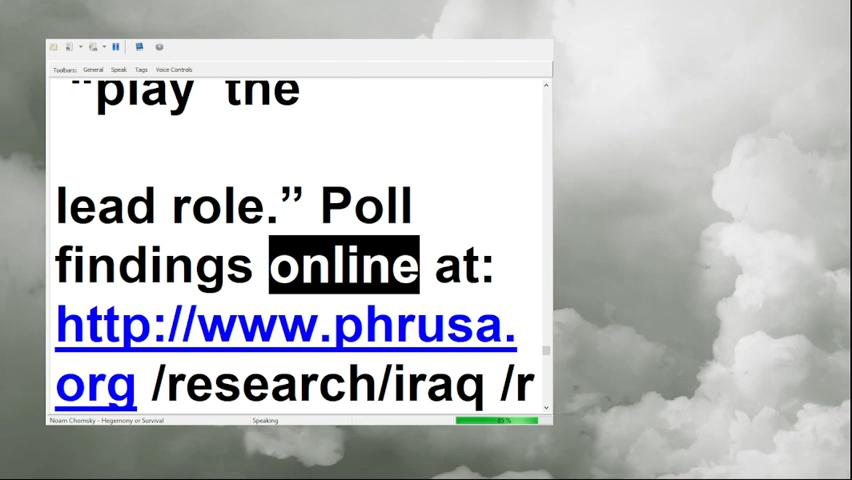 Toolbars: General Speak Tags Voice Controls
“play the
lead role.” Poll
findings online at:
http://www.phrusa.
org /research/iraq /r
Noam Chomsky - Hegemony or Survival Speaking 85 %